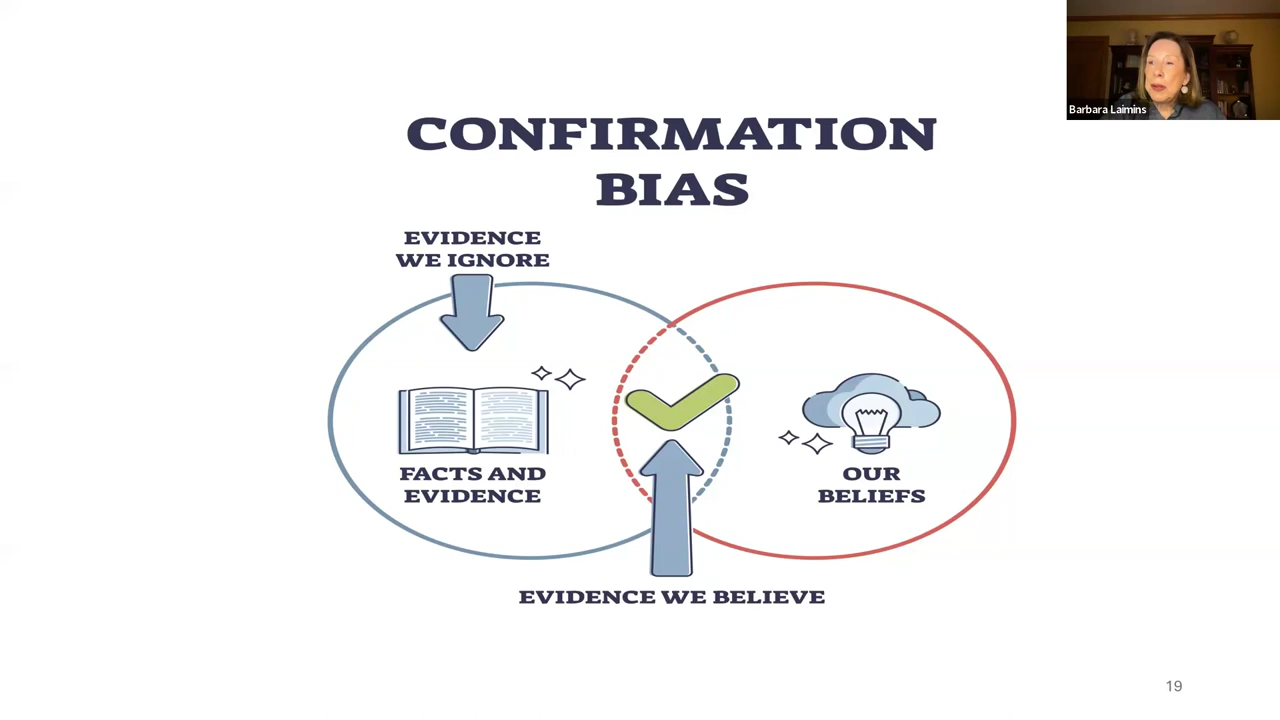 Barbara Laimins
CONFIRMATION
BIAS
EVIDENCE
WE IGNORE
FACTS AND
EVIDENCE
OUR
BELIEFS
EVIDENCE WE BELIEVE
19